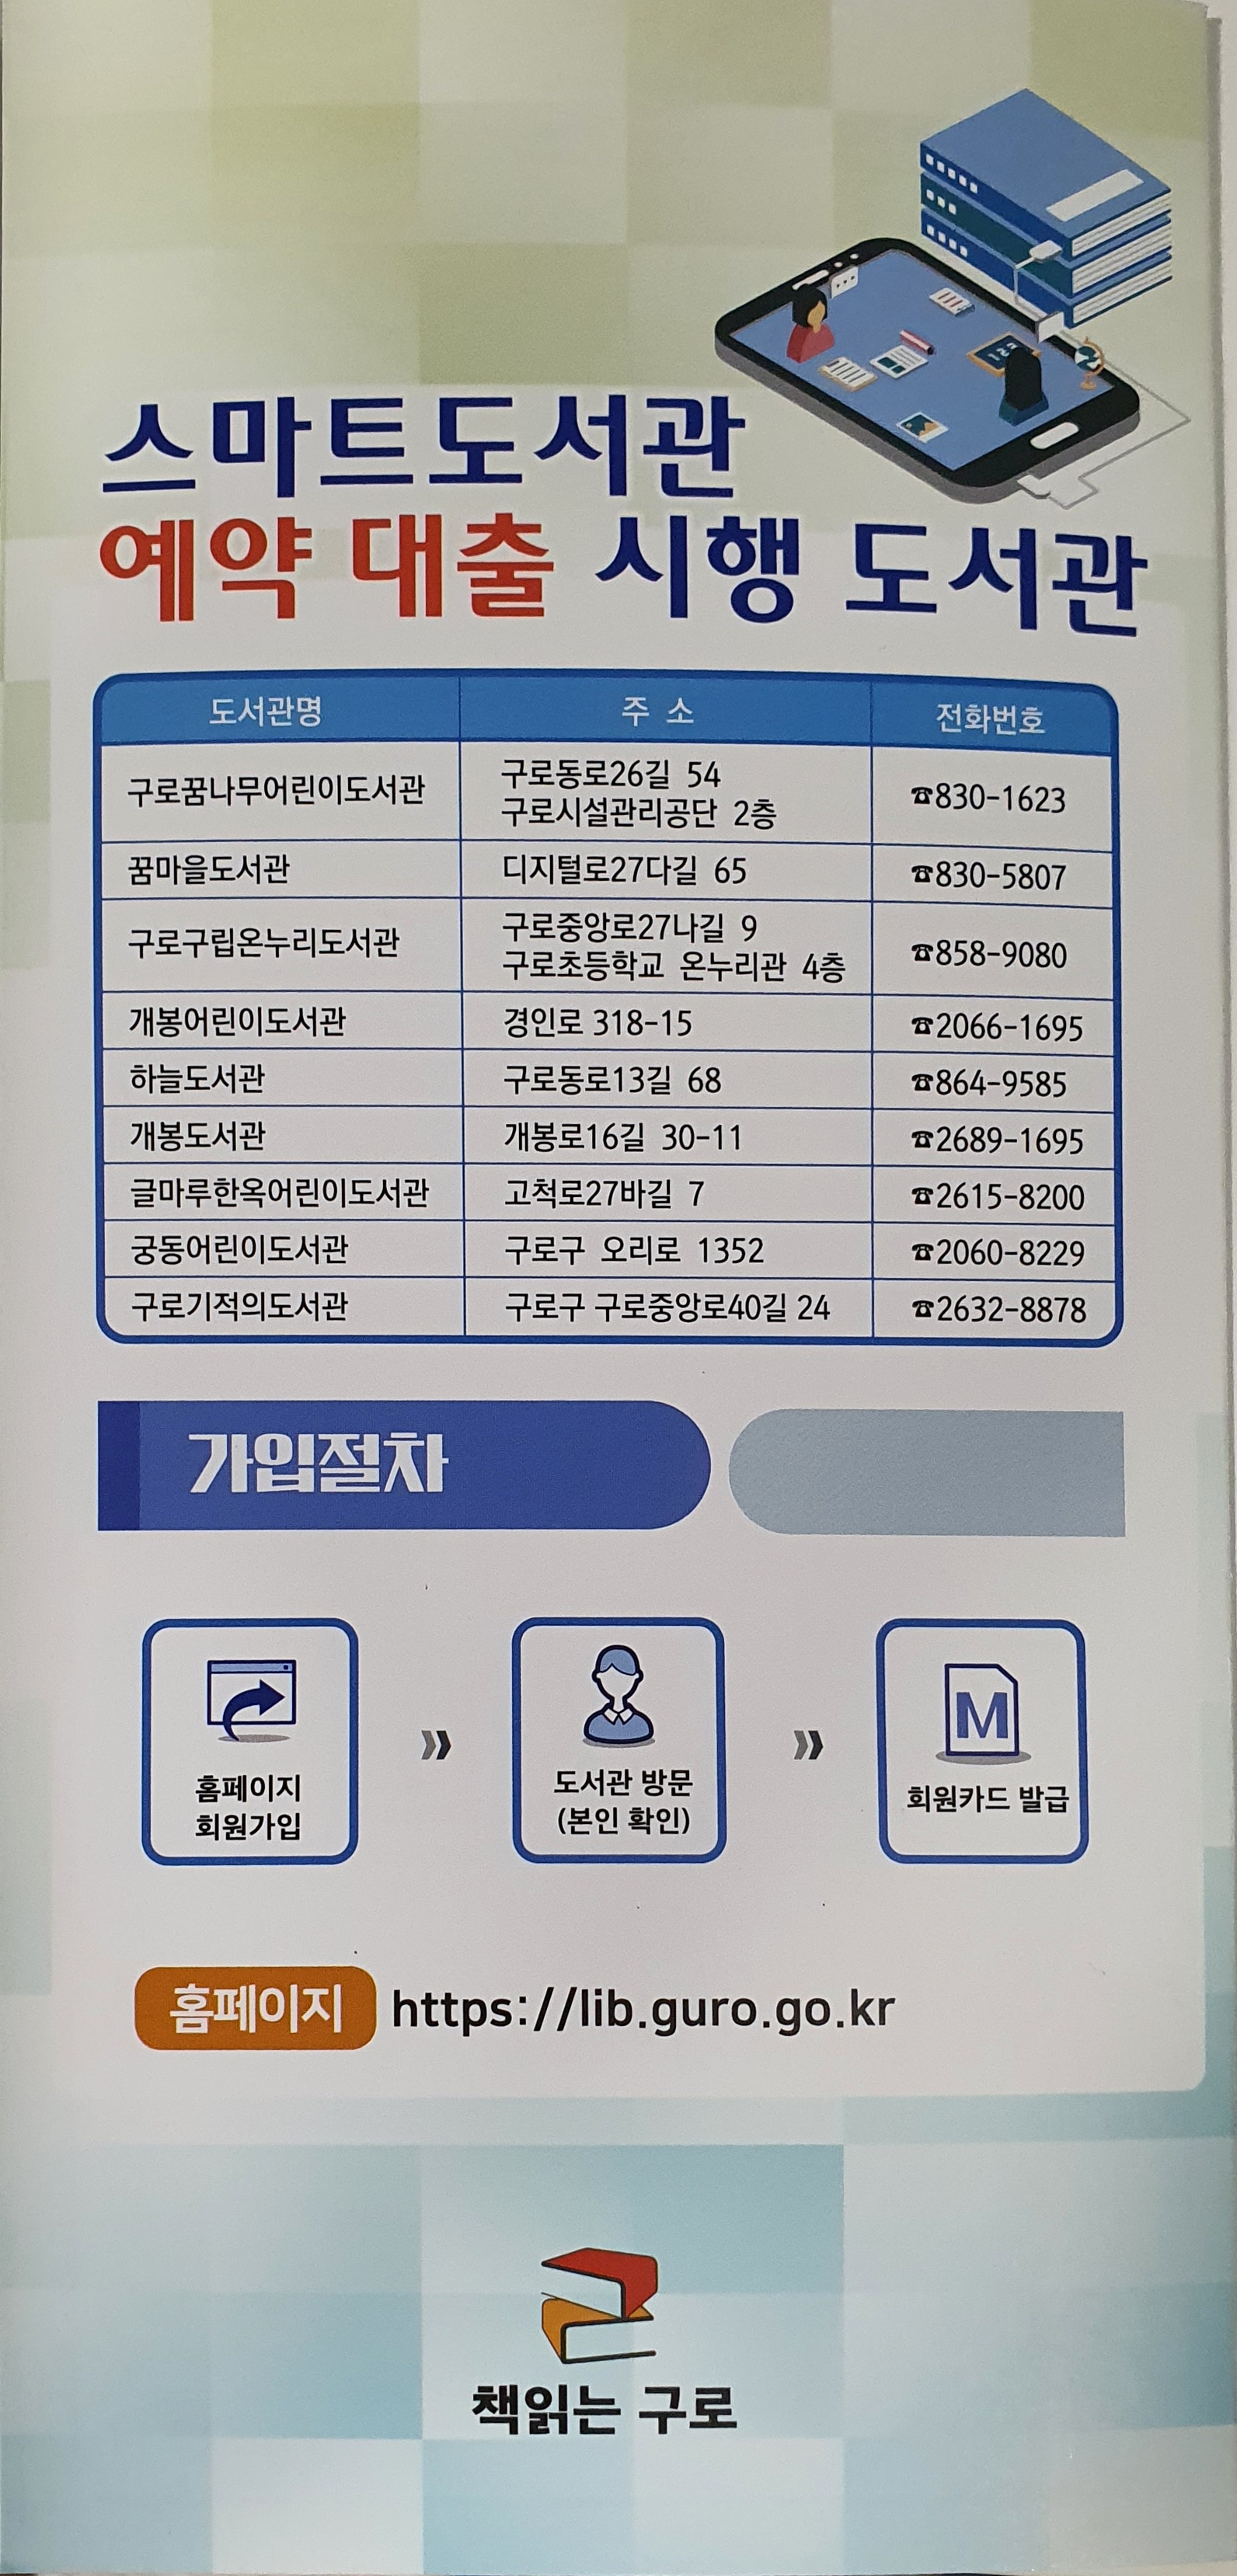 스마트도서관
예약 대출 시행 도서관
도서관명 주 소 전화번호
구로꿈나무어린이도서관 구로동로26길 54
구로시설관리공단 2층 ☎830-1623
꿈마을도서관 디지털로27다길 65 ☎830-5807
구로구립온누리도서관 구로중앙로27나길 9
구로초등학교 온누리관 4층 ☎858-9080
개봉어린이도서관 경인로 318-15 ☎2066-1695
하늘도서관 구로동로13길 68 ☎864-9585
개봉도서관 개봉로16길 30-11 ☎2689-1695
글마루한옥어린이도서관 고척로27바길 7 ☎2615-8200
궁동어린이도서관 구로구 오리로 1352 ☎2060-8229
구로기적의도서관 구로구 구로중앙로40길 24 ☎2632-8878
가입절차
홈페이지
회원가입
»
도서관 방문
(본인 확인)
»
M
회원카드 발급
홈페이지 https://lib.guro.go.kr
책읽는 구로